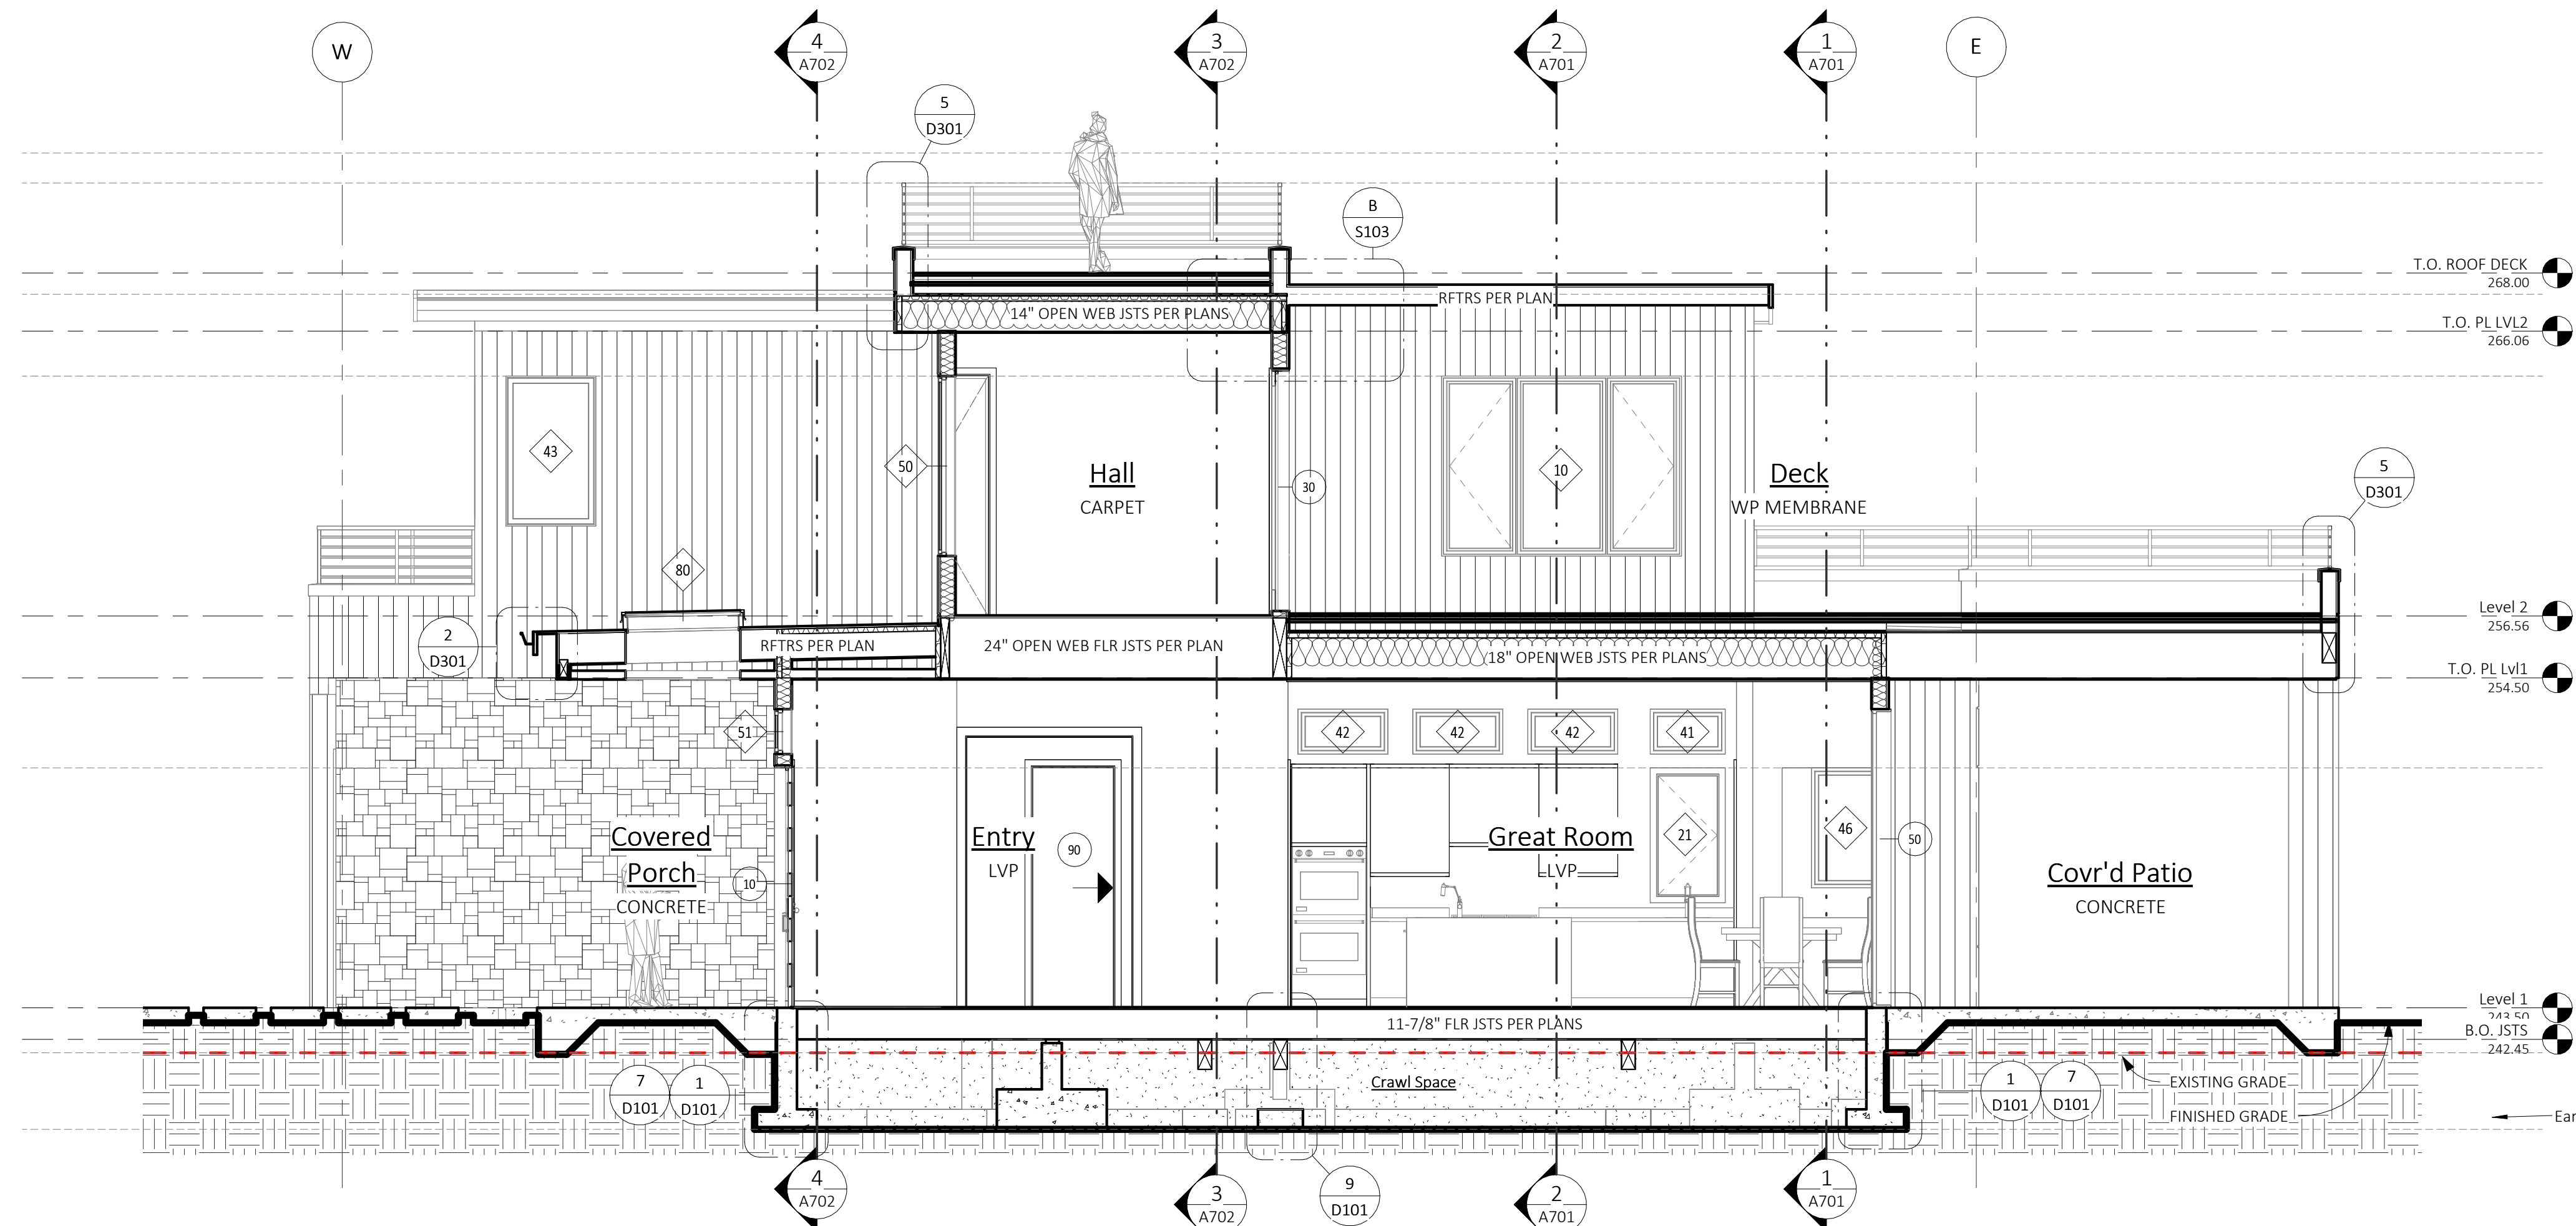 W
4
A702
3
A702
2
A701
1
A701
E
5
D301
B
S103
T.O. ROOF DECK
268.00
RFTRS PER PLAN
14" OPEN WEB JSTS PER PLANS
T.O. PL LVL2
266.06
43
50
Hall
CARPET
30
10
Deck
WP MEMBRANE
5
D301
80
2
D301
RFTRS PER PLAN
24" OPEN WEB FLR JSTS PER PLAN
18" OPEN WEB JSTS PER PLANS
Level 2
256.56
T.O. PL Lvl1
254.50
51
42
42
42
41
Covered
Porch
CONCRETE
10
Entry
LVP
90
Great Room
LVP
21
46
50
Covr'd Patio
CONCRETE
Level 1
243.50
11-7/8" FLR JSTS PER PLANS
B.O. JSTS
242.45
7
D101
1
D101
Crawl Space
1
D101
7
D101
EXISTING GRADE
FINISHED GRADE
Ear
4
A702
3
A702
9
D101
2
A701
1
A701